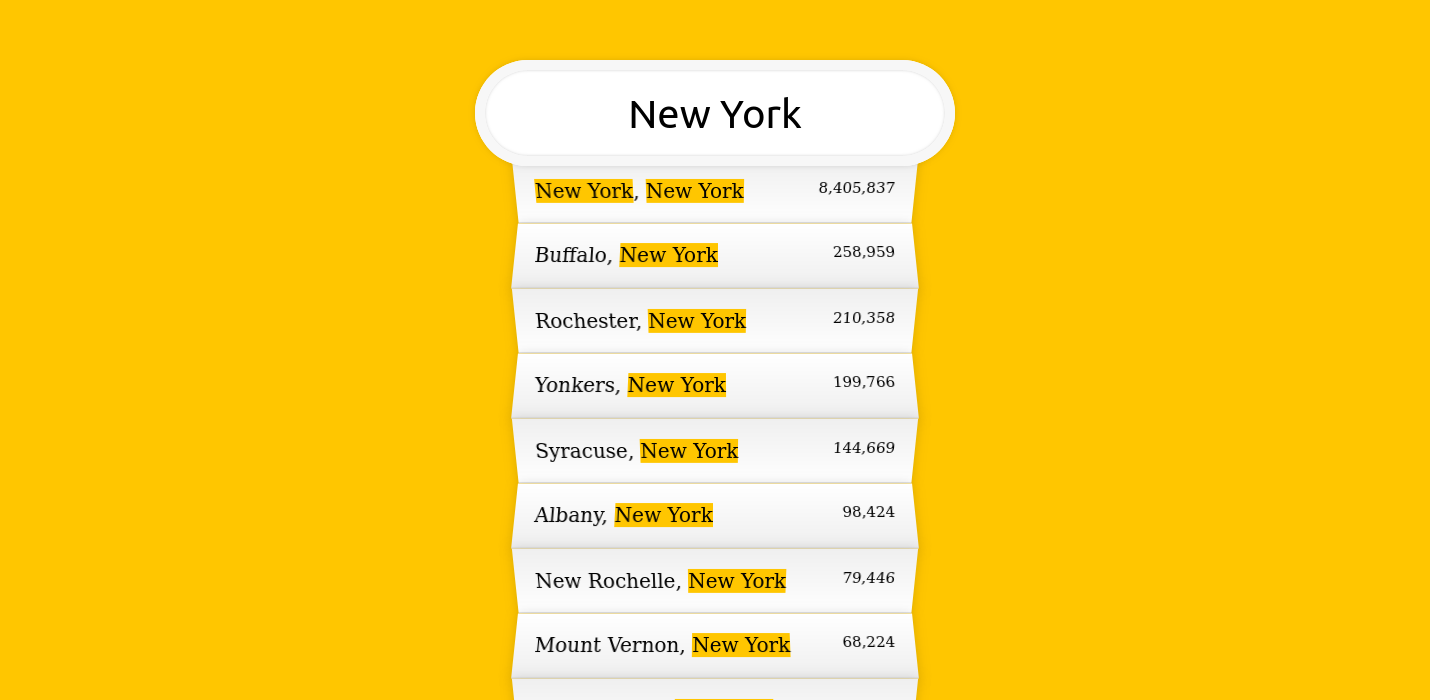 New York
New York, New York 8,405,837
Buffalo, New York 258,959
Rochester, New York 210,358
Yonkers, New York 199,766
Syracuse, New York 144,669
Albany, New York 98,424
New Rochelle, New York 79,446
Mount Vernon, New York 68,224